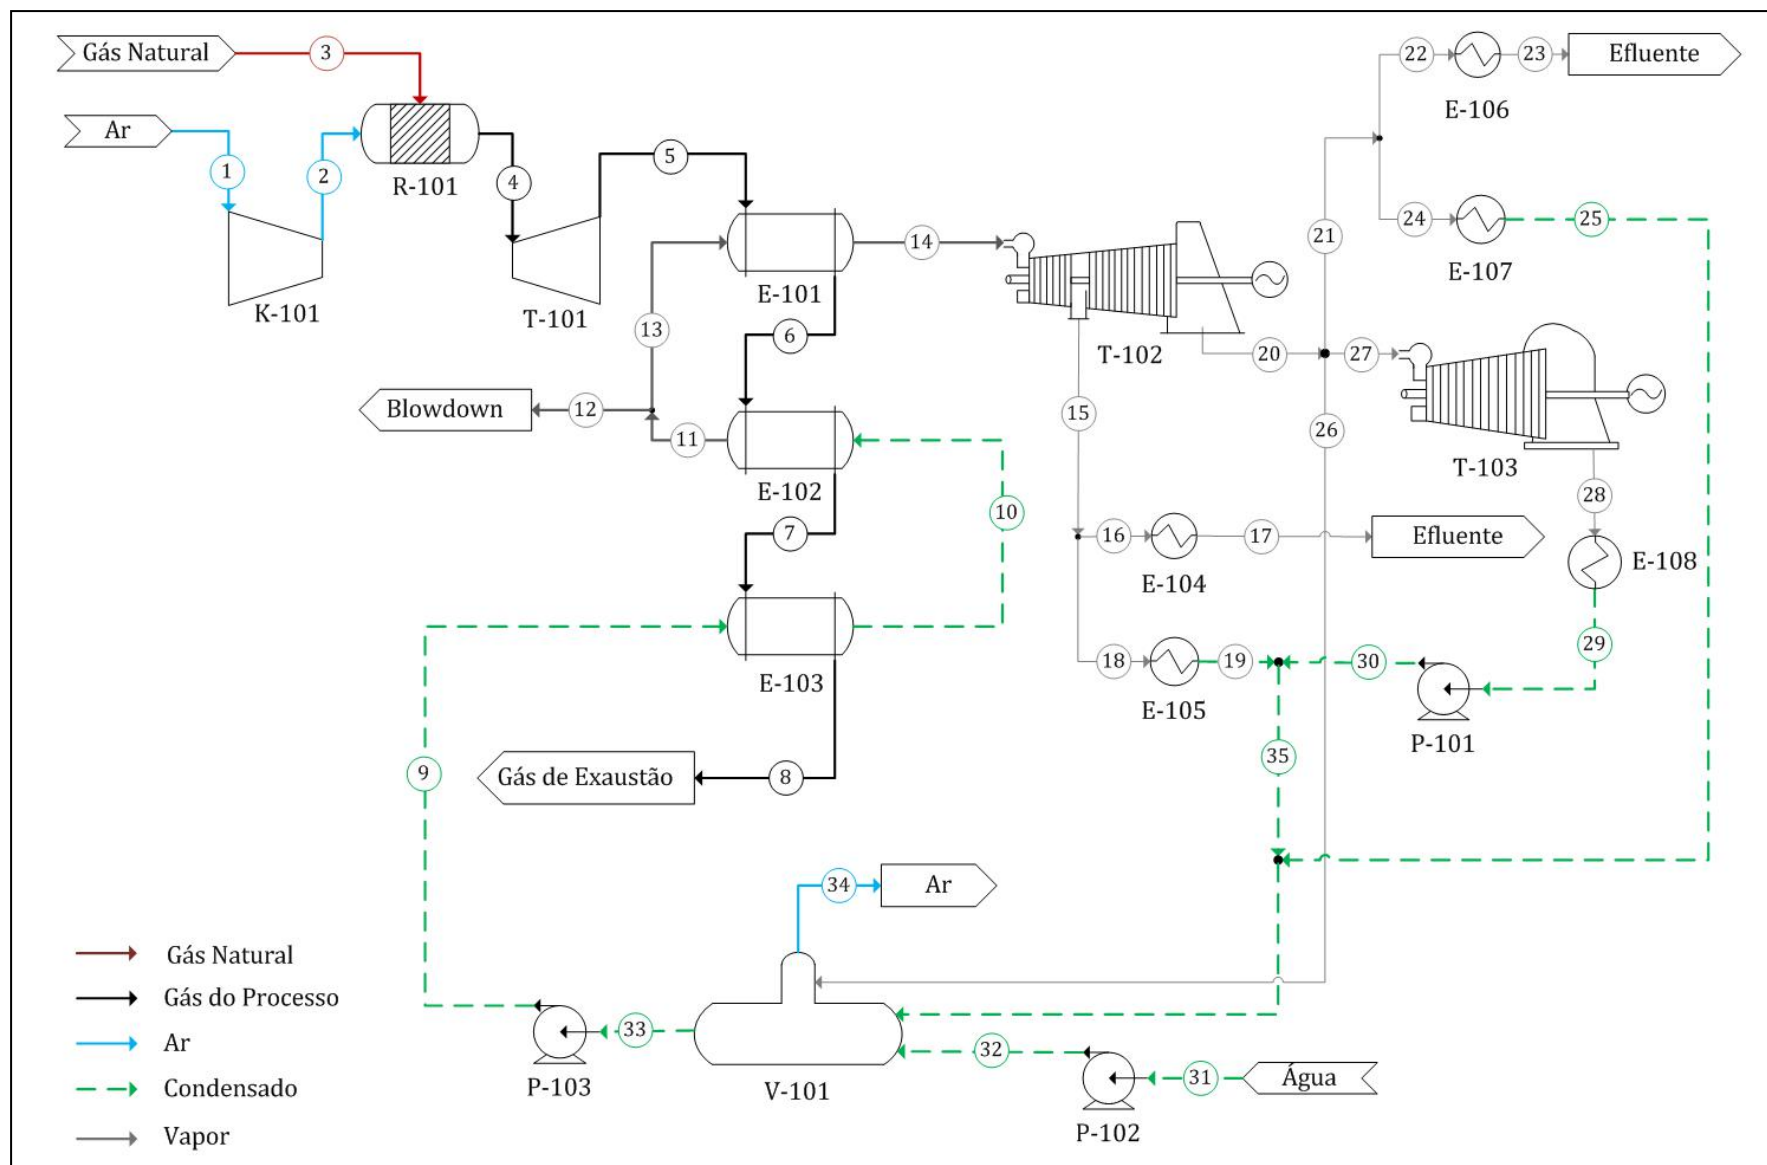 Gás Natural
3
22
23
Efluente
E-106
Ar
1
2
R-101
4
5
K-101
T-101
E-101
14
21
24
25
E-107
13
6
T-102
20
27
Blowdown
12
11
E-102
15
26
T-103
10
28
7
16
17
Efluente
E-104
E-108
E-103
18
19
30
29
E-105
P-101
9
Gás de Exaustão
8
35
34
Ar
Gás Natural
Gás do Processo
Ar
Condensado
Vapor
33
P-103
V-101
32
31
Água
P-102